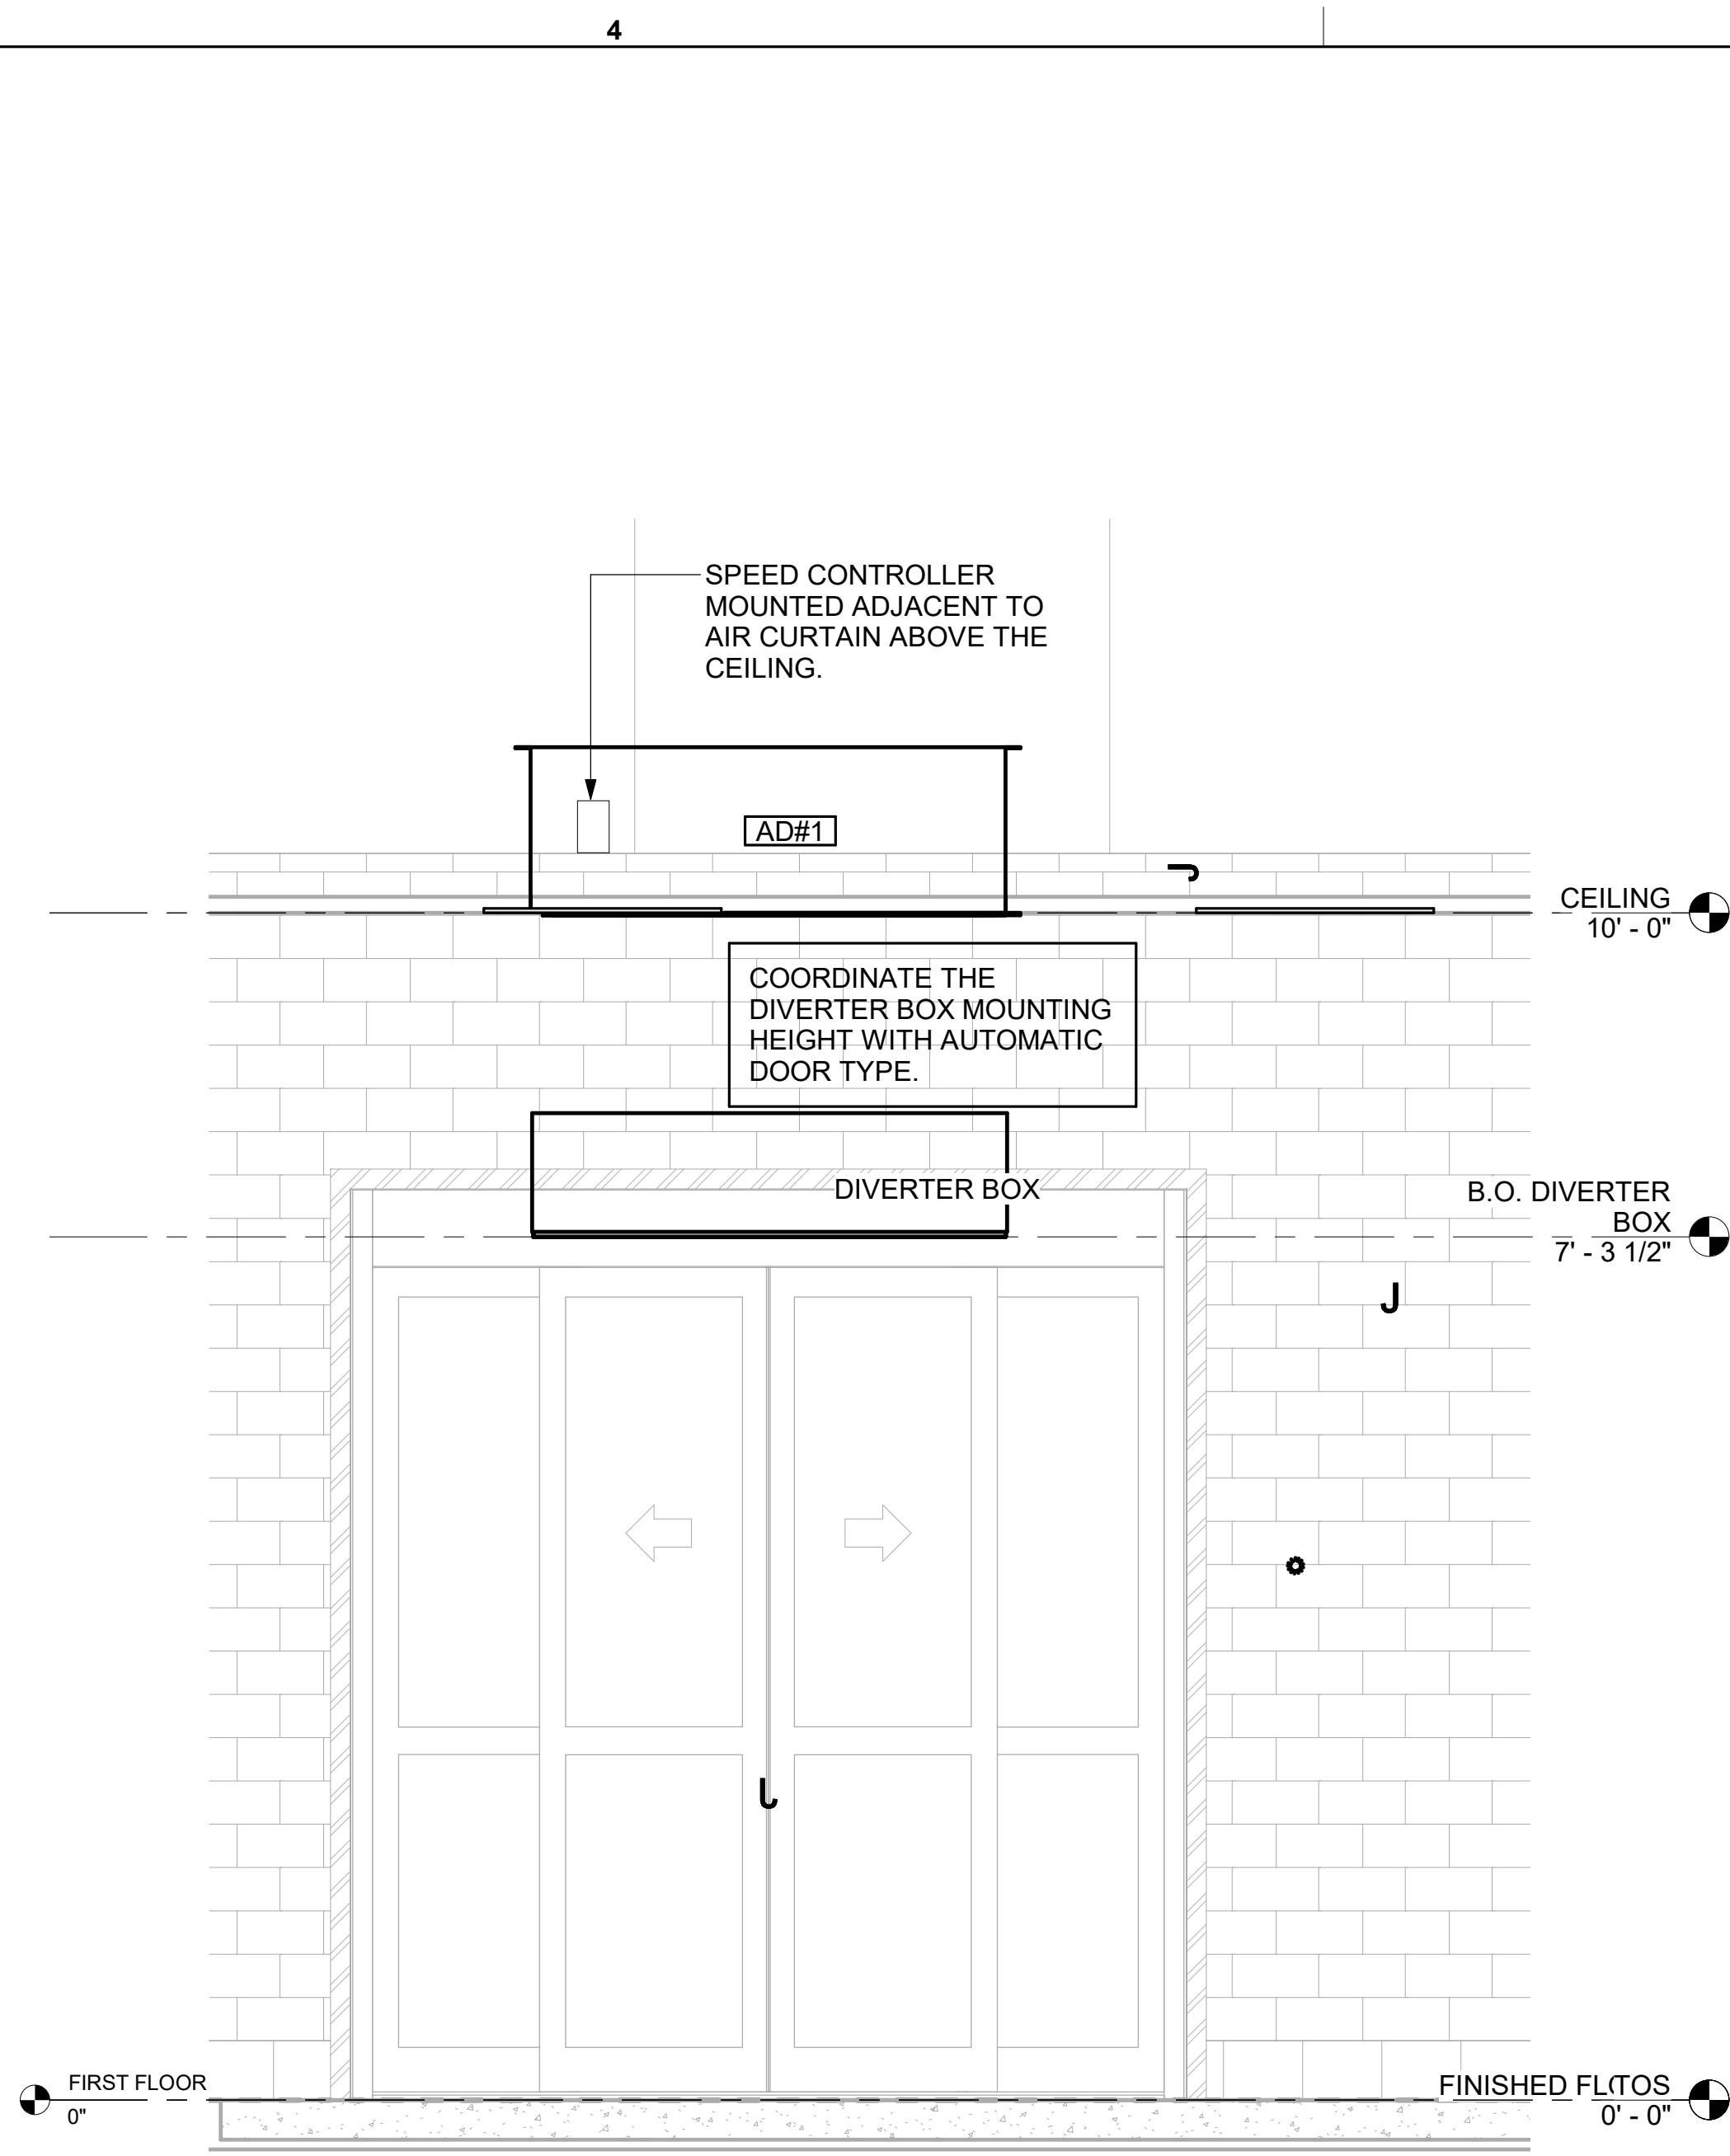 4
SPEED CONTROLLER
MOUNTED ADJACENT TO
AIR CURTAIN ABOVE THE
CEILING.
AD#1
CEILING
10' - 0"
COORDINATE THE
DIVERTER BOX MOUNTING
HEIGHT WITH AUTOMATIC
DOOR TYPE.
DIVERTER BOX
B.O. DIVERTER
BOX
7' - 3 1/2"
FIRST FLOOR
0"
FINISHED FL
TOS
0' - 0"